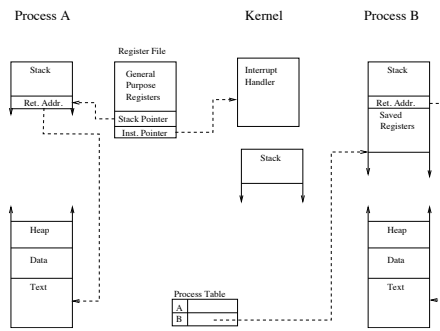 Process A
Kernel
Process B
Register File
Stack
Ret. Addr.
General
Purpose
Registers
Stack Pointer
Inst. Pointer
Interrupt
Handler
Stack
Stack
Ret. Addr.
Saved
Registers
Heap
Data
Text
Process Table
A
B
Heap
Data
Text